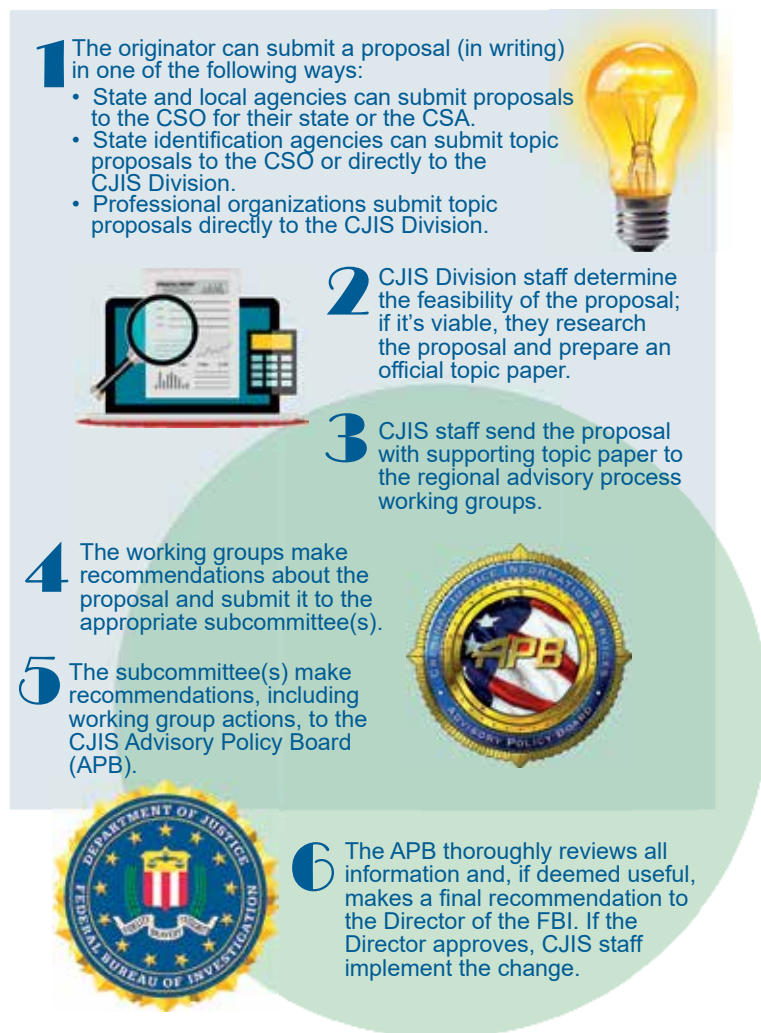 1 The originator can submit a proposal (in writing)
in one of the following ways:
• State and local agencies can submit proposals
to the CSO for their state or the CSA.
• State identification agencies can submit topic
proposals to the CSO or directly to the
CJIS Division.
• Professional organizations submit topic
proposals directly to the CJIS Division.
2 CJIS Division staff determine
the feasibility of the proposal;
if it's viable, they research
the proposal and prepare an
official topic paper.
3 CJIS staff send the proposal
with supporting topic paper to
the regional advisory process
working groups.
4 The working groups make
recommendations about the
proposal and submit it to the
appropriate subcommittee(s).
CRIMINAL JUSTICE INFORMATION SERVICES
APB
ADVISORY POLICY BOARD
5 The subcommittee(s) make
recommendations, including
working group actions, to the
CJIS Advisory Policy Board
(APB).
DEPARTMENT OF JUSTICE
FIDELITY BRAVERY INTEGRITY
FEDERAL BUREAU OF INVESTIGATION
6 The APB thoroughly reviews all
information and, if deemed useful,
makes a final recommendation to
the Director of the FBI. If the
Director approves, CJIS staff
implement the change.